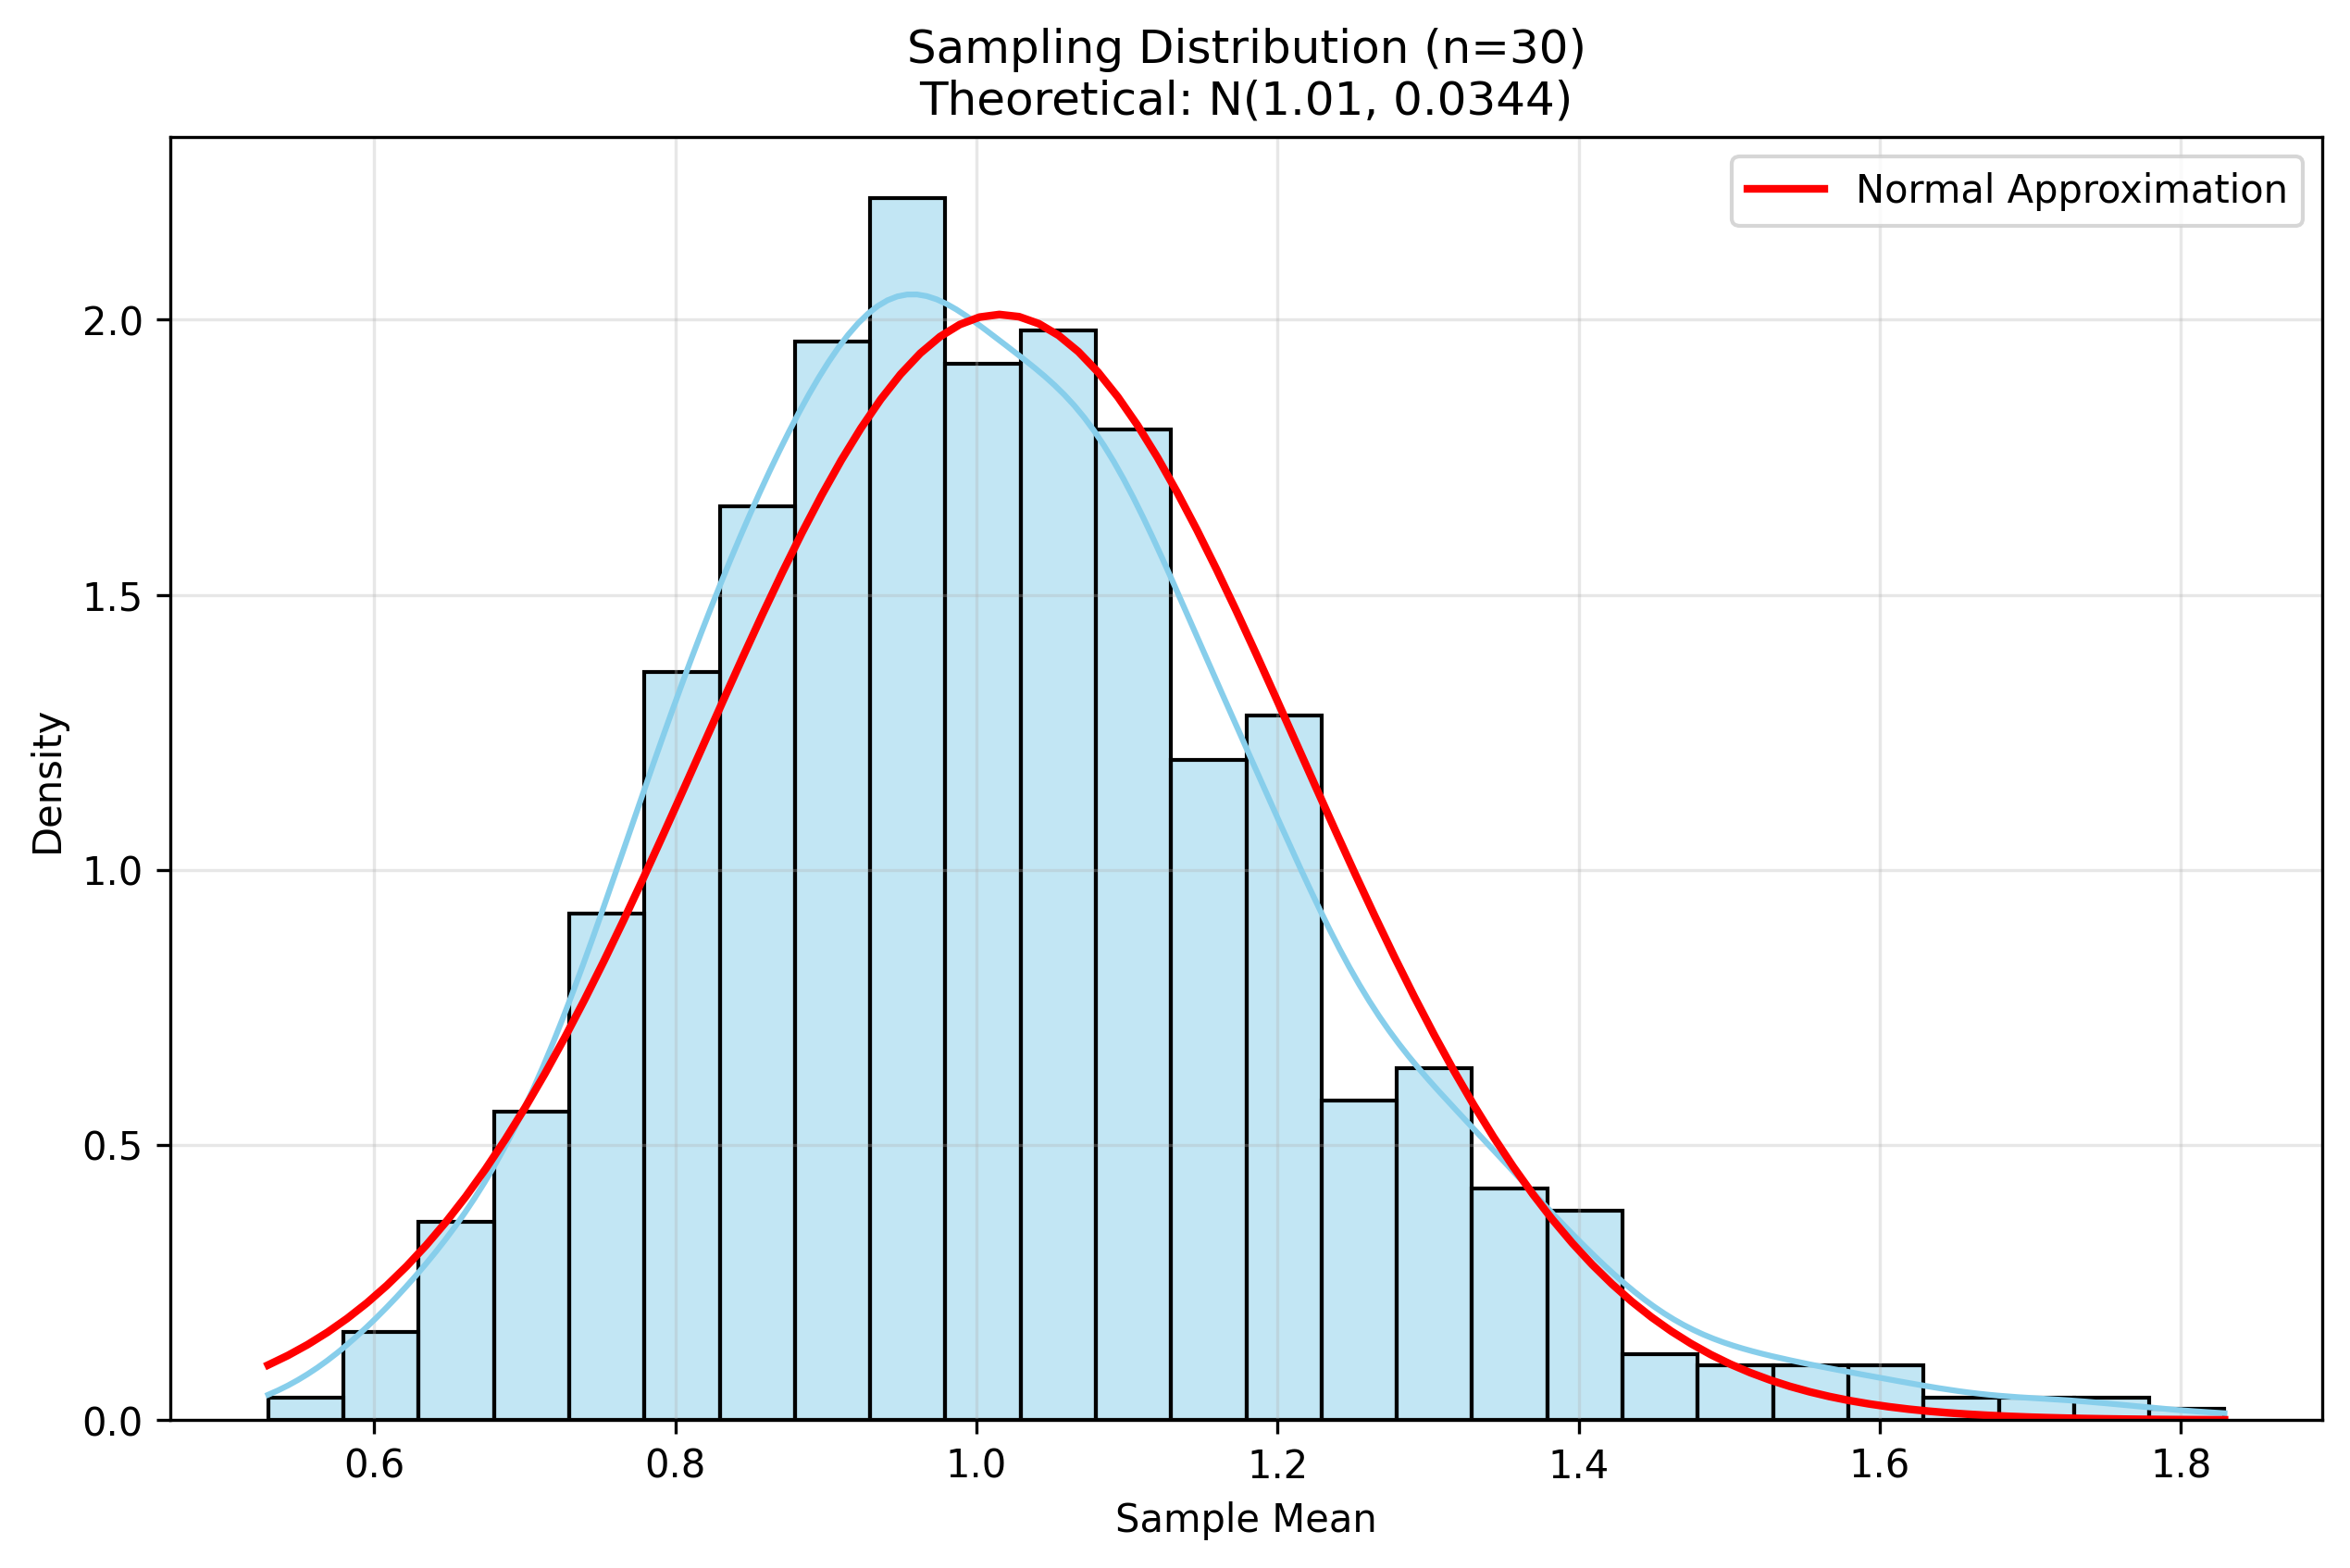 Sampling Distribution (n=30)
Theoretical: N(1.01, 0.0344)
Normal Approximation
Density
2.0
1.5
1.0
0.5
0.0
0.6 0.8 1.0 1.2 1.4 1.6 1.8
Sample Mean